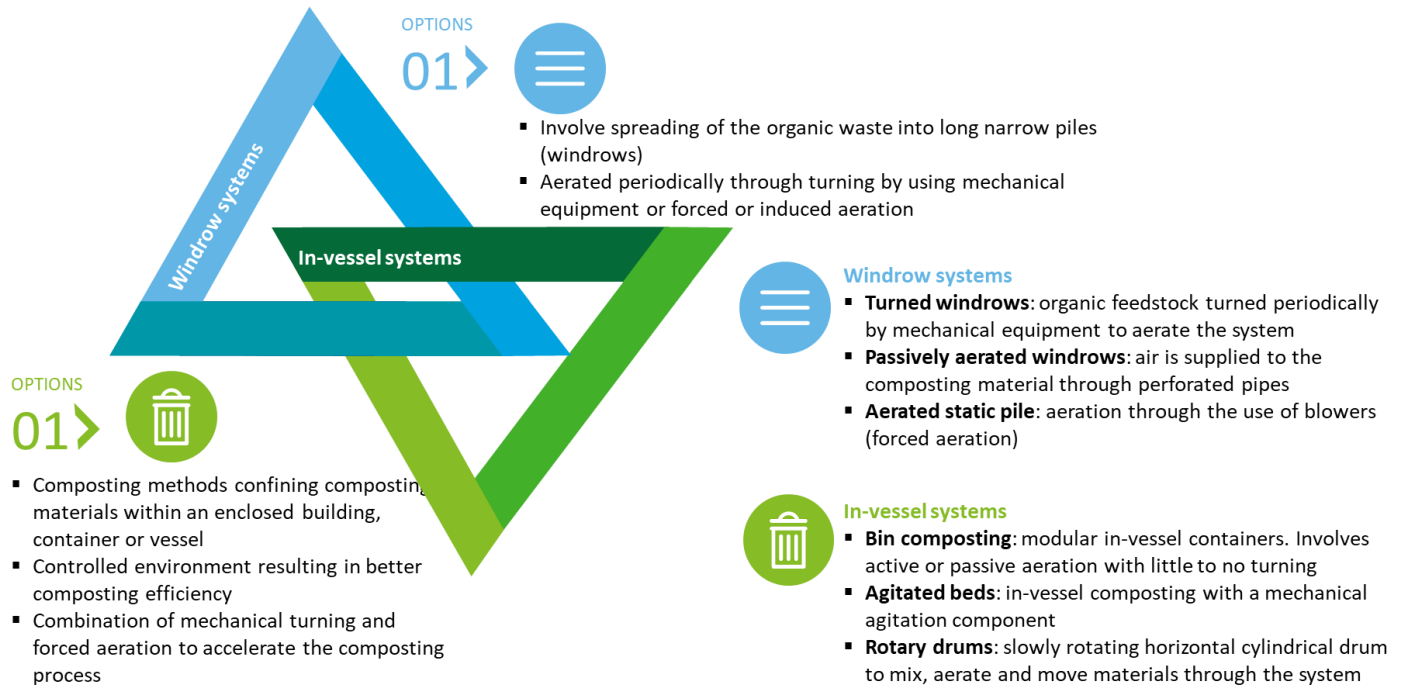 OPTIONS
01
▪ Involve spreading of the organic waste into long narrow piles
(windrows)
▪ Aerated periodically through turning by using mechanical
equipment or forced or induced aeration
Windrow systems
In-vessel systems
OPTIONS
01
▪ Composting methods confining composting
materials within an enclosed building,
container or vessel
▪ Controlled environment resulting in better
composting efficiency
▪ Combination of mechanical turning and
forced aeration to accelerate the composting
process
Windrow systems
▪ Turned windrows: organic feedstock turned periodically
by mechanical equipment to aerate the system
▪ Passively aerated windrows: air is supplied to the
composting material through perforated pipes
▪ Aerated static pile: aeration through the use of blowers
(forced aeration)
In-vessel systems
▪ Bin composting: modular in-vessel containers. Involves
active or passive aeration with little to no turning
▪ Agitated beds: in-vessel composting with a mechanical
agitation component
▪ Rotary drums: slowly rotating horizontal cylindrical drum
to mix, aerate and move materials through the system